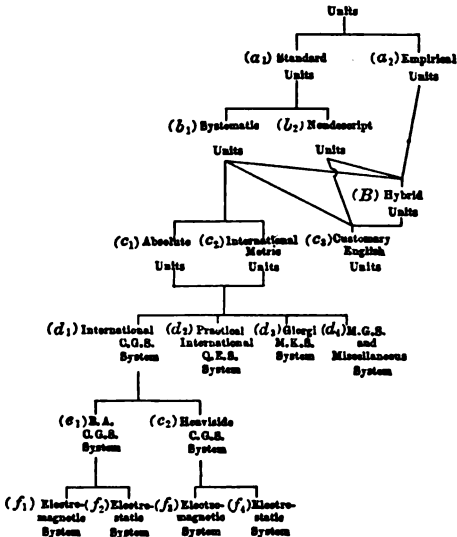 Units
(a1) Standard
Units
(a2) Empirical
Units
(b1) Systematic
Units
(b2) Nondescript
Units
(B) Hybrid
Units
(c1) Absolute
Units
(c2) International
Metric
Units
(c3) Customary
English
Units
(d1) International
C.G.S.
System
(d2) Practical
International
Q.E.S.
System
(d3) Giorgi
M.K.S.
System
(d4) M.G.S.
and
Miscellaneous
System
(e1) B.A.
C.G.S.
System
(c2) Heaviside
C.G.S.
System
(f1) Electro-
magnetic
System
(f2) Electro-
static
System
(f3) Electro-
magnetic
System
(f4) Electro-
static
System